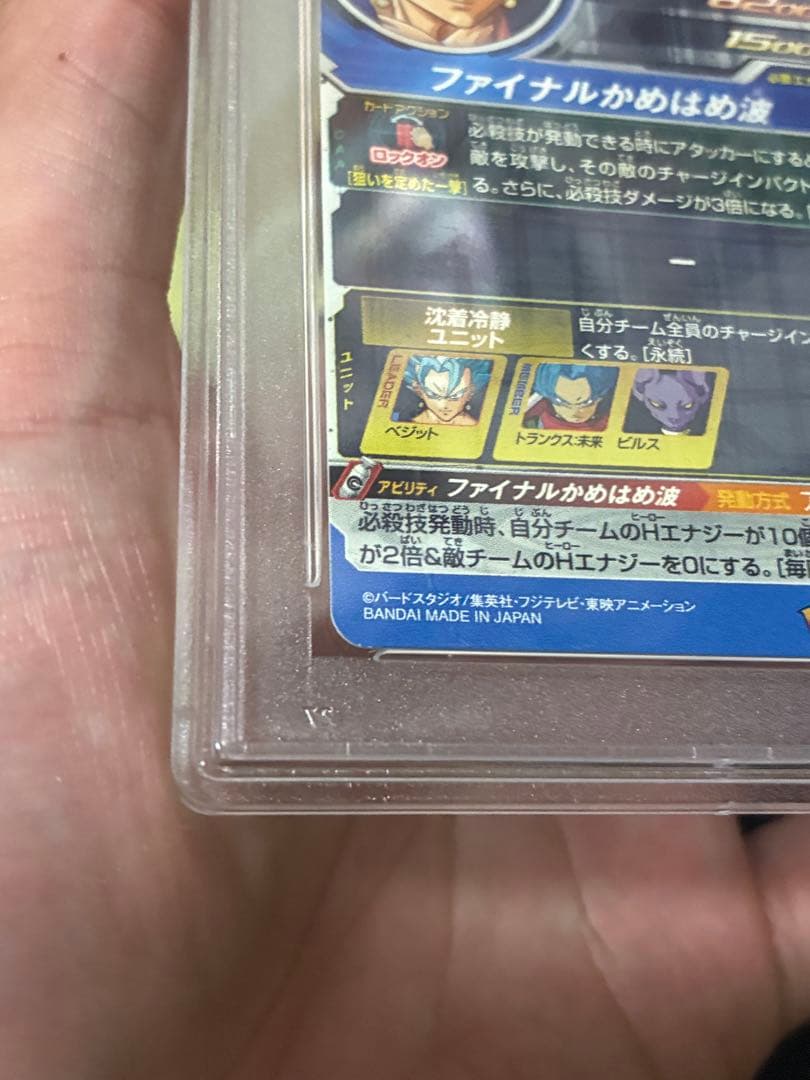 ファイナルかめはめ波
カードアクション
ロックオン
[狙いを定めた一撃]
必殺技が発動できる時にアタッカーにする
敵を攻撃し、その敵のチャージインパク
る。さらに、必殺技ダメージが3倍になる。
ー
ユニット
沈着冷静
ユニット
自分チーム全員のチャージイン
くする。[永続]
LEADER
ベジット
MEMBER
トランクス:未来
ビルス
アビリティ ファイナルかめはめ波 発動方式
必殺技発動時、自分チームのHエナジーが10個
が2倍&敵チームのHエナジーを0にする。[毎
©バードスタジオ/集英社・フジテレビ・東映アニメーション
BANDAI MADE IN JAPAN